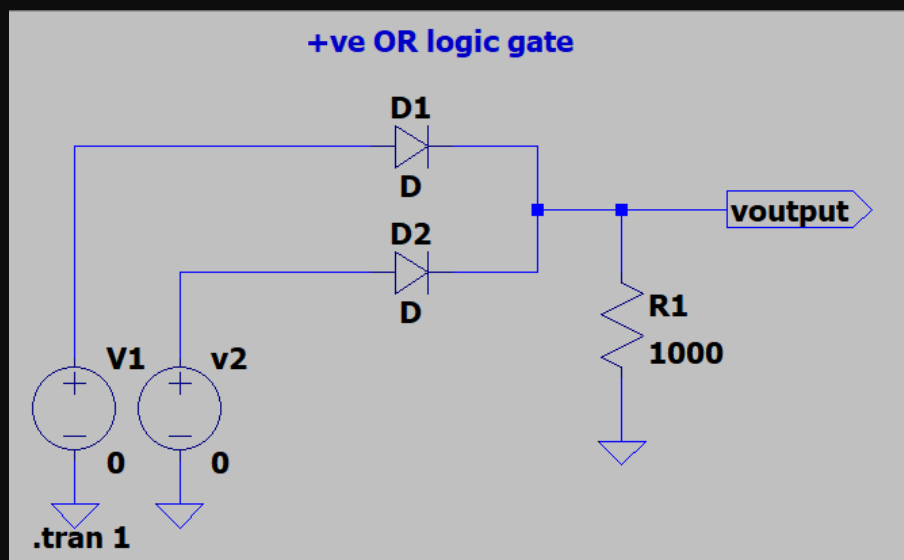 +ve OR logic gate
D1
D
D2
D
voutput
R1
1000
V1
v2
0
0
.tran 1